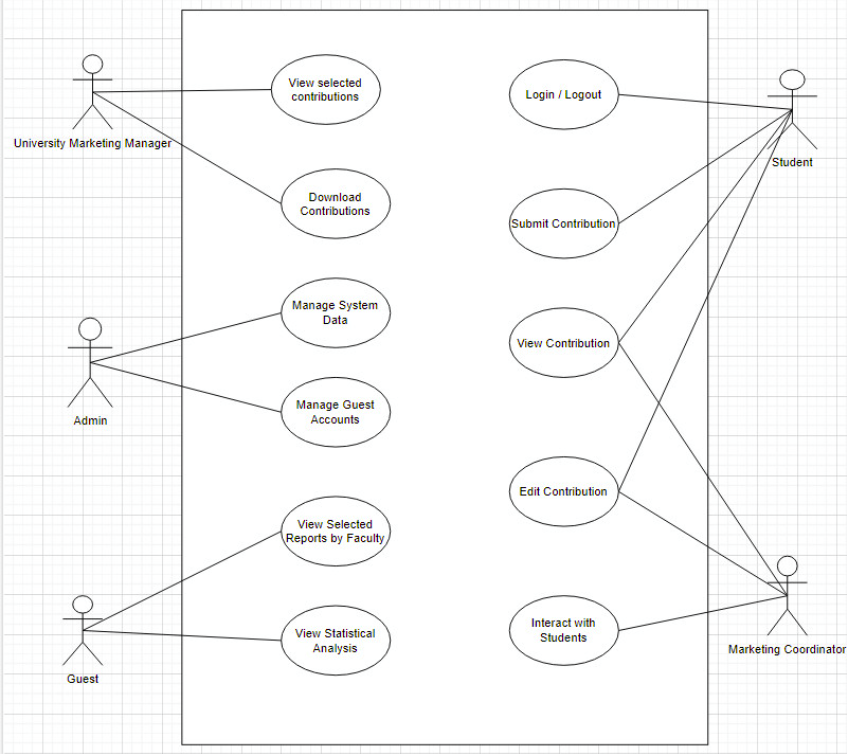 View selected
contributions
Login / Logout
University Marketing Manager
Student
Download
Contributions
Submit Contribution
Manage System
Data
View Contribution
Admin
Manage Guest
Accounts
Edit Contribution
View Selected
Reports by Faculty
Interact with
Students
View Statistical
Analysis
Marketing Coordinator
Guest